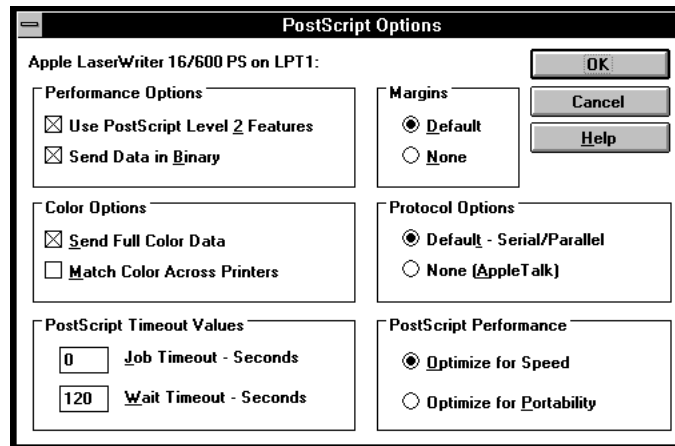 PostScript Options
Apple LaserWriter 16/600 PS on LPT1:
OK
Cancel
Help
Performance Options
Use PostScript Level 2 Features
Send Data in Binary
Margins
Default
None
Color Options
Send Full Color Data
Match Color Across Printers
Protocol Options
Default - Serial/Parallel
None (AppleTalk)
PostScript Timeout Values
0 Job Timeout - Seconds
120 Wait Timeout - Seconds
PostScript Performance
Optimize for Speed
Optimize for Portability